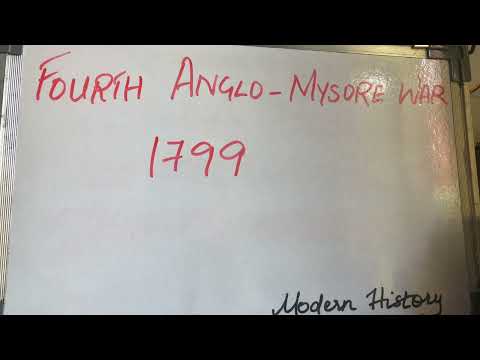 FOURTH ANGLO-MYSORE WAR
1799
Modern History